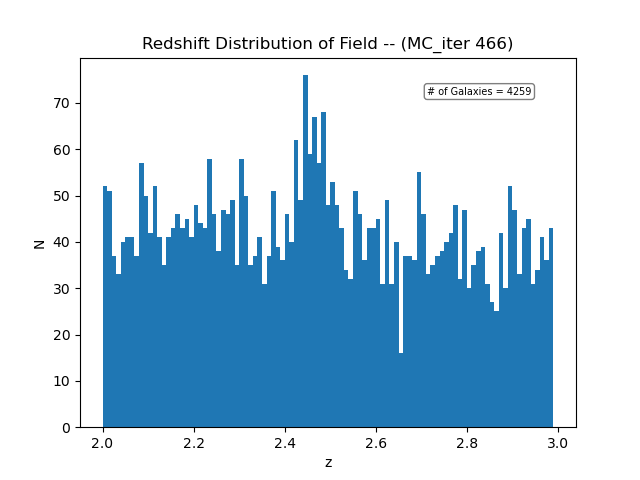 Redshift Distribution of Field -- (MC_iter 466)
# of Galaxies = 4259
70
60
50
40
30
20
10
0
N
2.0 2.2 2.4 2.6 2.8 3.0
z